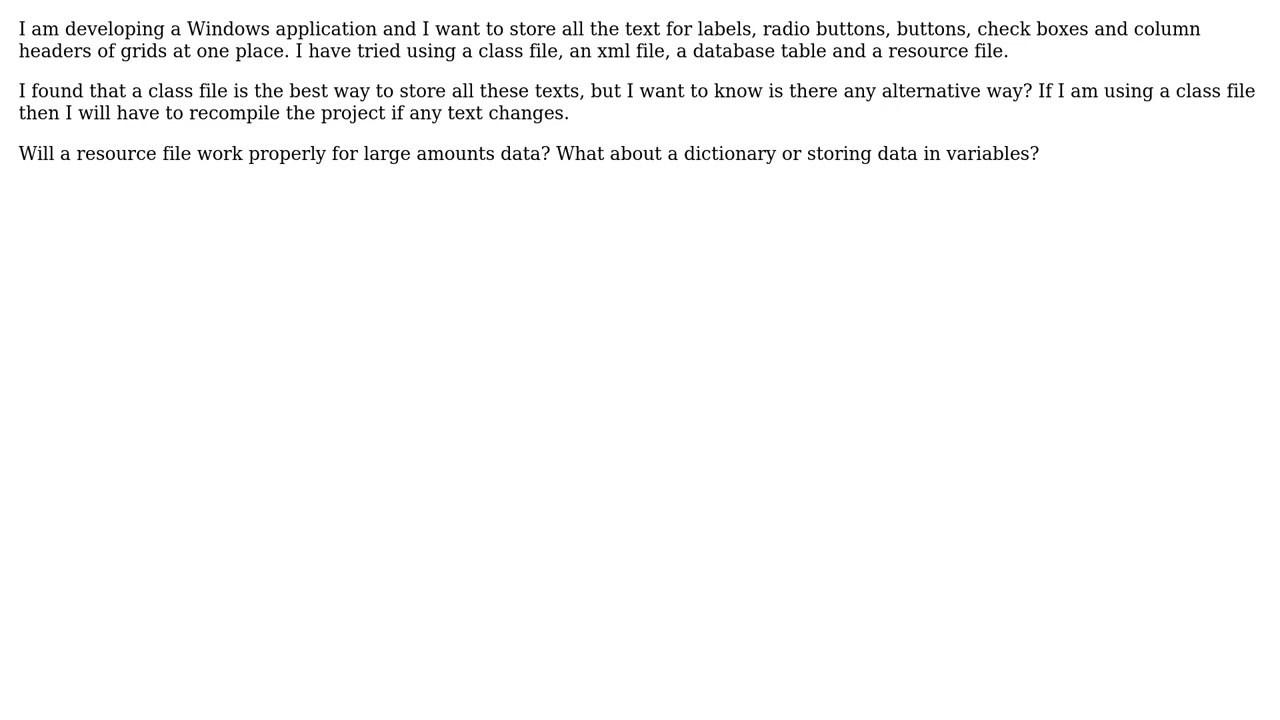 I am developing a Windows application and I want to store all the text for labels, radio buttons, buttons, check boxes and column
headers of grids at one place. I have tried using a class file, an xml file, a database table and a resource file.
I found that a class file is the best way to store all these texts, but I want to know is there any alternative way? If I am using a class file
then I will have to recompile the project if any text changes.
Will a resource file work properly for large amounts data? What about a dictionary or storing data in variables?